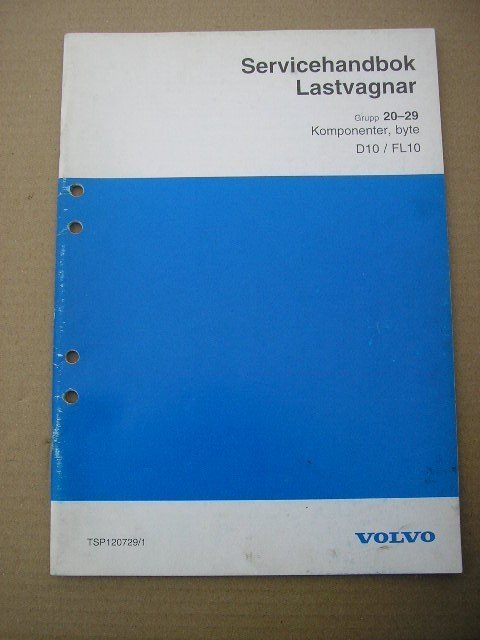 Servicehandbok
Lastvagnar
Grupp 20–29
Komponenter, byte
D10 / FL10
TSP120729/1
VOLVO